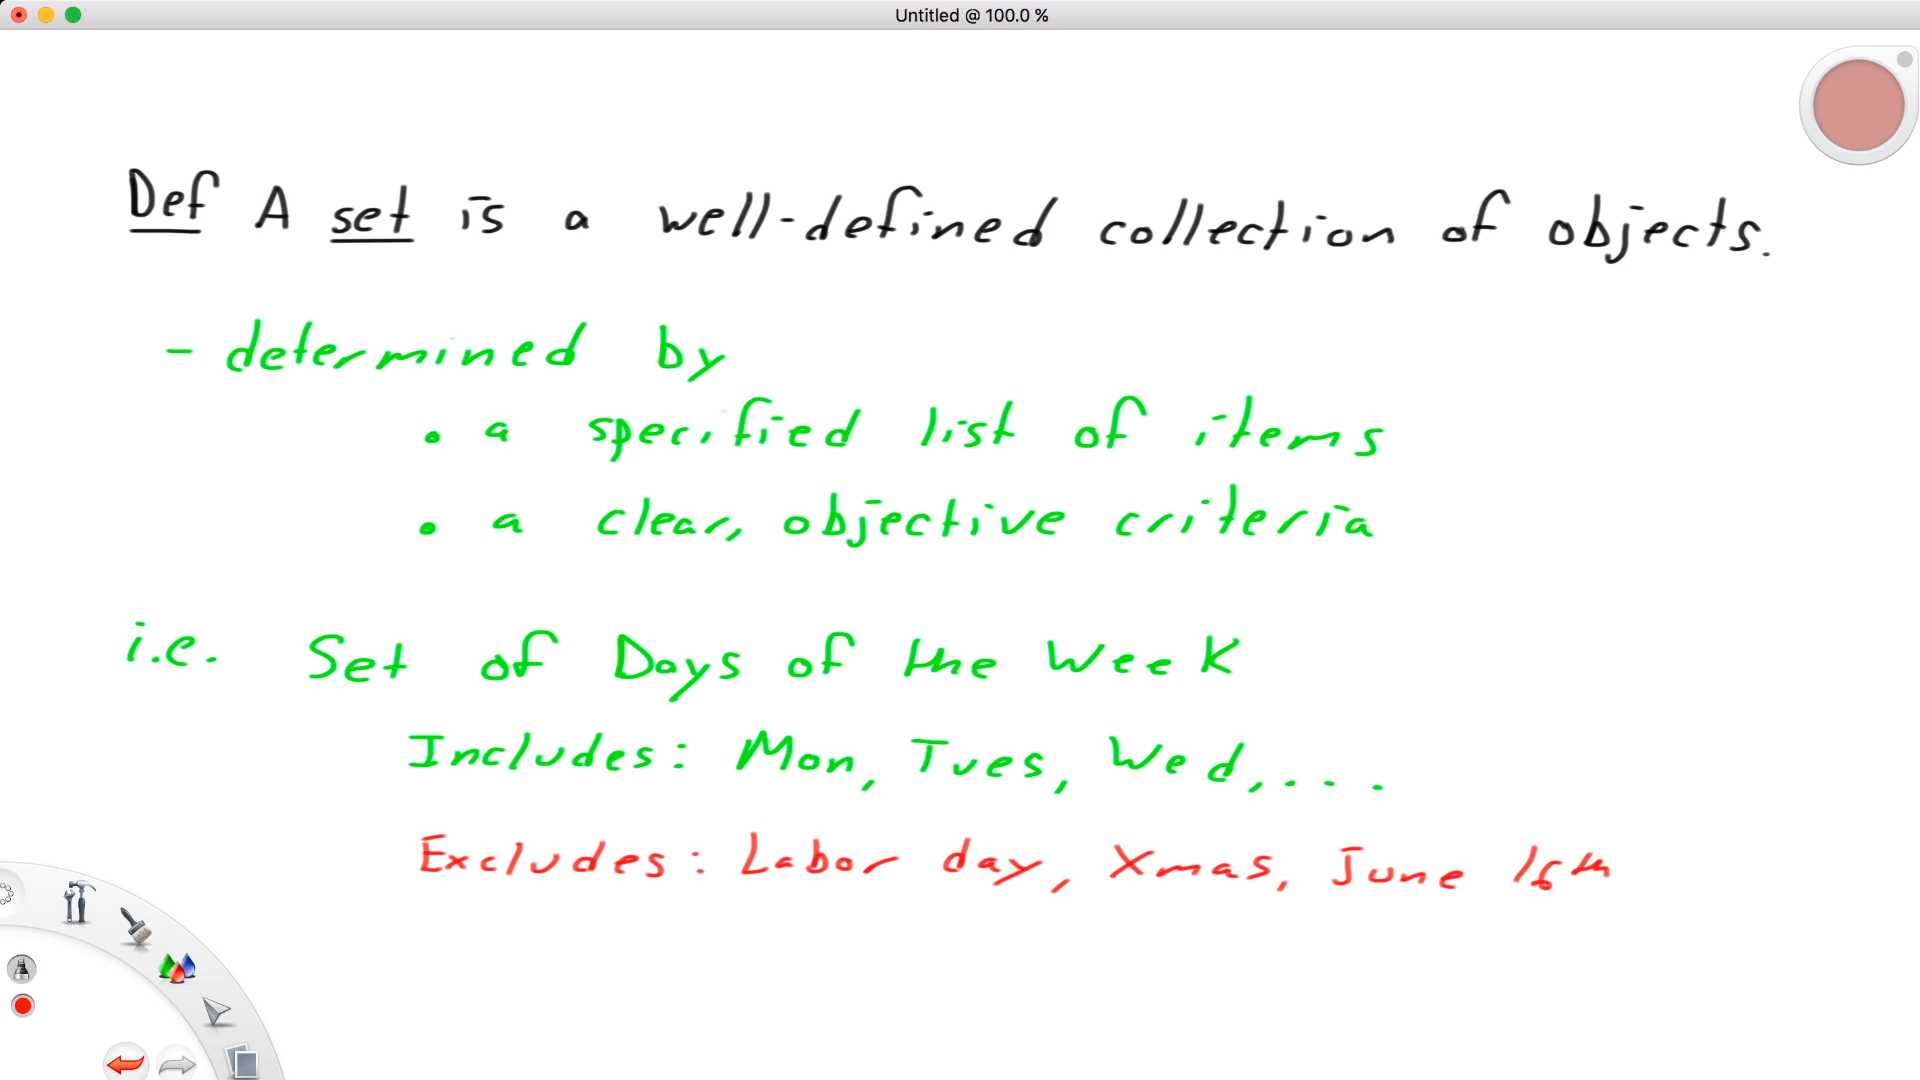 Untitled @ 100.0 %
Def A set is a well-defined collection of objects.
- determined by
• a specified list of items
• a clear, objective criteria
i.e. Set of Days of the Week
Includes: Mon, Tues, Wed, . . .
Excludes: Labor day, Xmas, June 16th